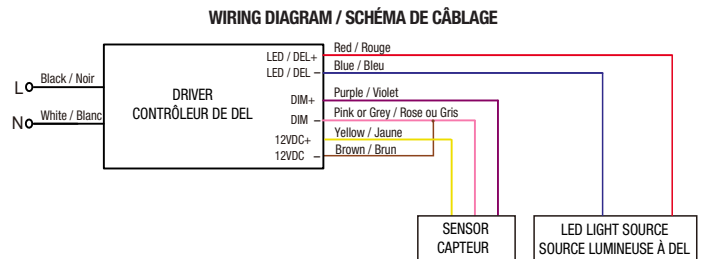 WIRING DIAGRAM / SCHÉMA DE CÂBLAGE
Red / Rouge
LED / DEL+
Blue / Bleu
LED / DEL –
L
Black / Noir
DRIVER
CONTRÔLEUR DE DEL
Purple / Violet
DIM+
Pink or Grey / Rose ou Gris
DIM –
N
White / Blanc
Yellow / Jaune
12VDC+
Brown / Brun
12VDC –
SENSOR
CAPTEUR
LED LIGHT SOURCE
SOURCE LUMINEUSE À DEL